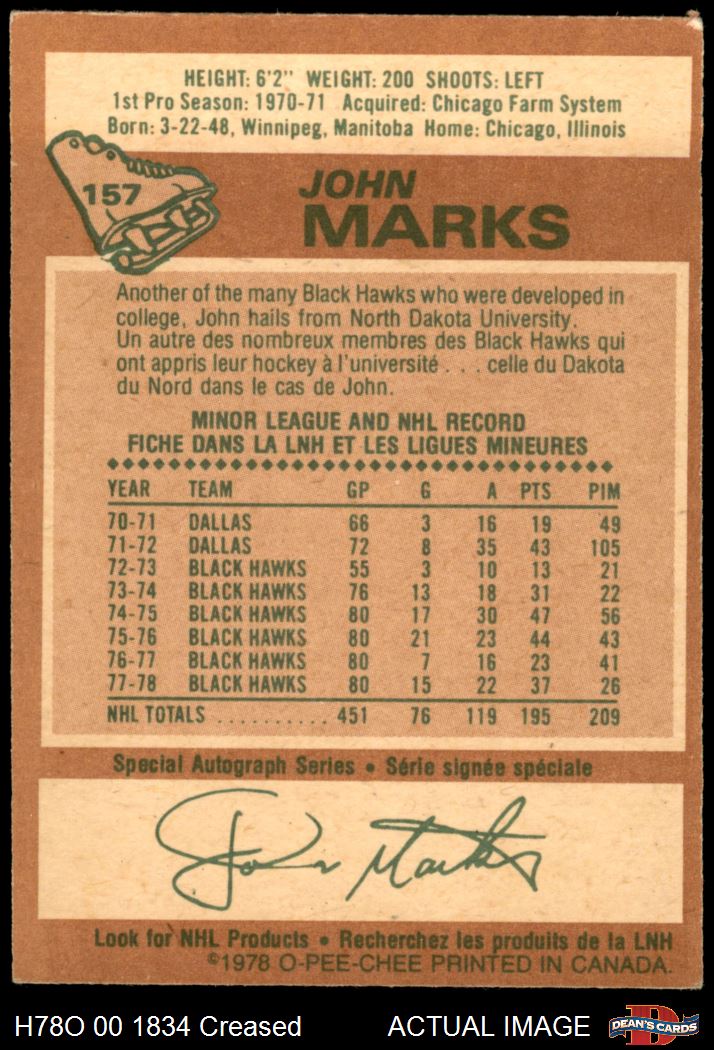 HEIGHT: 6'2" WEIGHT: 200 SHOOTS: LEFT
1st Pro Season: 1970-71 Acquired: Chicago Farm System
Born: 3-22-48, Winnipeg, Manitoba Home: Chicago, Illinois
157
JOHN
MARKS
Another of the many Black Hawks who were developed in
college, John hails from North Dakota University.
Un autre des nombreux membres des Black Hawks qui
ont appris leur hockey à l'université . . . celle du Dakota
du Nord dans le cas de John.
MINOR LEAGUE AND NHL RECORD
FICHE DANS LA LNH ET LES LIGUES MINEURES
YEAR TEAM GP G A PTS PIM
70-71 DALLAS 66 3 16 19 49
71-72 DALLAS 72 8 35 43 105
72-73 BLACK HAWKS 55 3 10 13 21
73-74 BLACK HAWKS 76 13 18 31 22
74-75 BLACK HAWKS 80 17 30 47 56
75-76 BLACK HAWKS 80 21 23 44 43
76-77 BLACK HAWKS 80 7 16 23 41
77-78 BLACK HAWKS 80 15 22 37 26
NHL TOTALS .......... 451 76 119 195 209
Special Autograph Series • Série signée spéciale
John Marks
Look for NHL Products • Recherchez les produits de la LNH
©1978 O-PEE-CHEE PRINTED IN CANADA.
H78O 00 1834 Creased ACTUAL IMAGE D DEAN'S CARDS